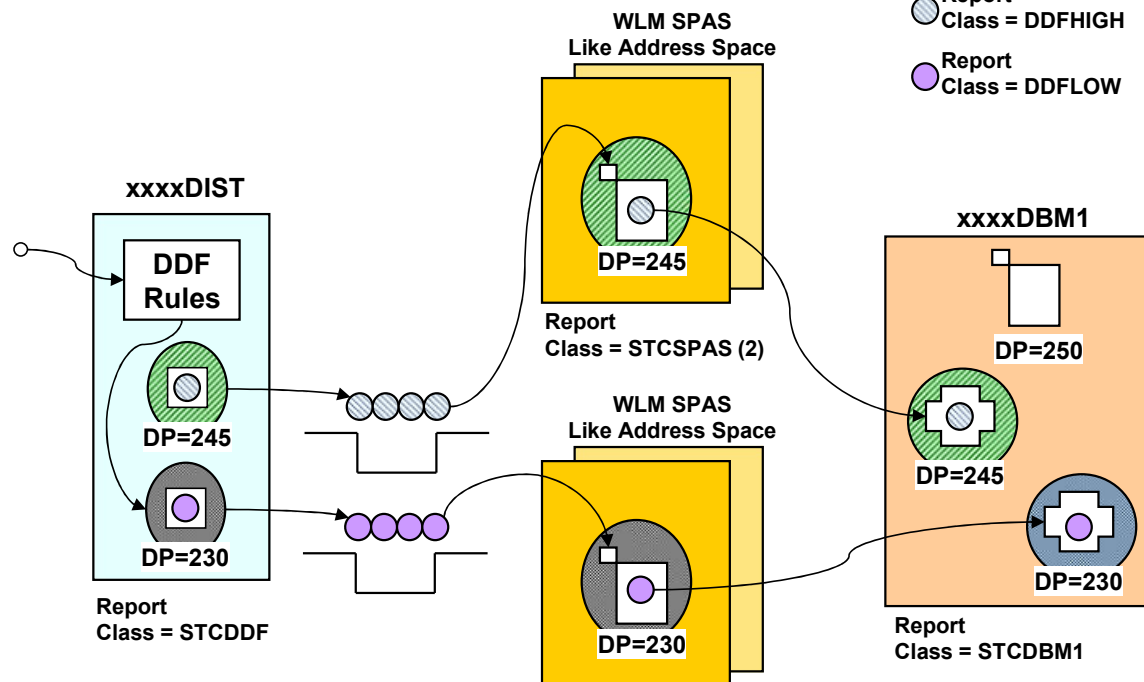 WLM SPAS
Like Address Space
Report
Class = DDFHIGH
Report
Class = DDFLOW
xxxxDIST
DDF
Rules
DP=245
DP=230
Report
Class = STCDDF
DP=245
Report
Class = STCSPAS (2)
WLM SPAS
Like Address Space
DP=230
xxxxDBM1
DP=250
DP=245
DP=230
Report
Class = STCDBM1